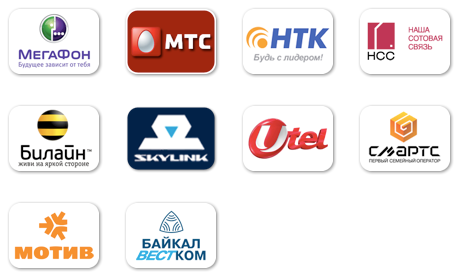 МЕГАФОН
Будущее зависит от тебя
МТС
НТК
Будь с лидером!
НСС
НАША
СОТОВАЯ
СВЯЗЬ
Билайн™
живи на яркой стороне
SKYLINK
Utel
СМАРТС
ПЕРВЫЙ СЕМЕЙНЫЙ ОПЕРАТОР
МОТИВ
БАЙКАЛ
ВЕСТКОМ